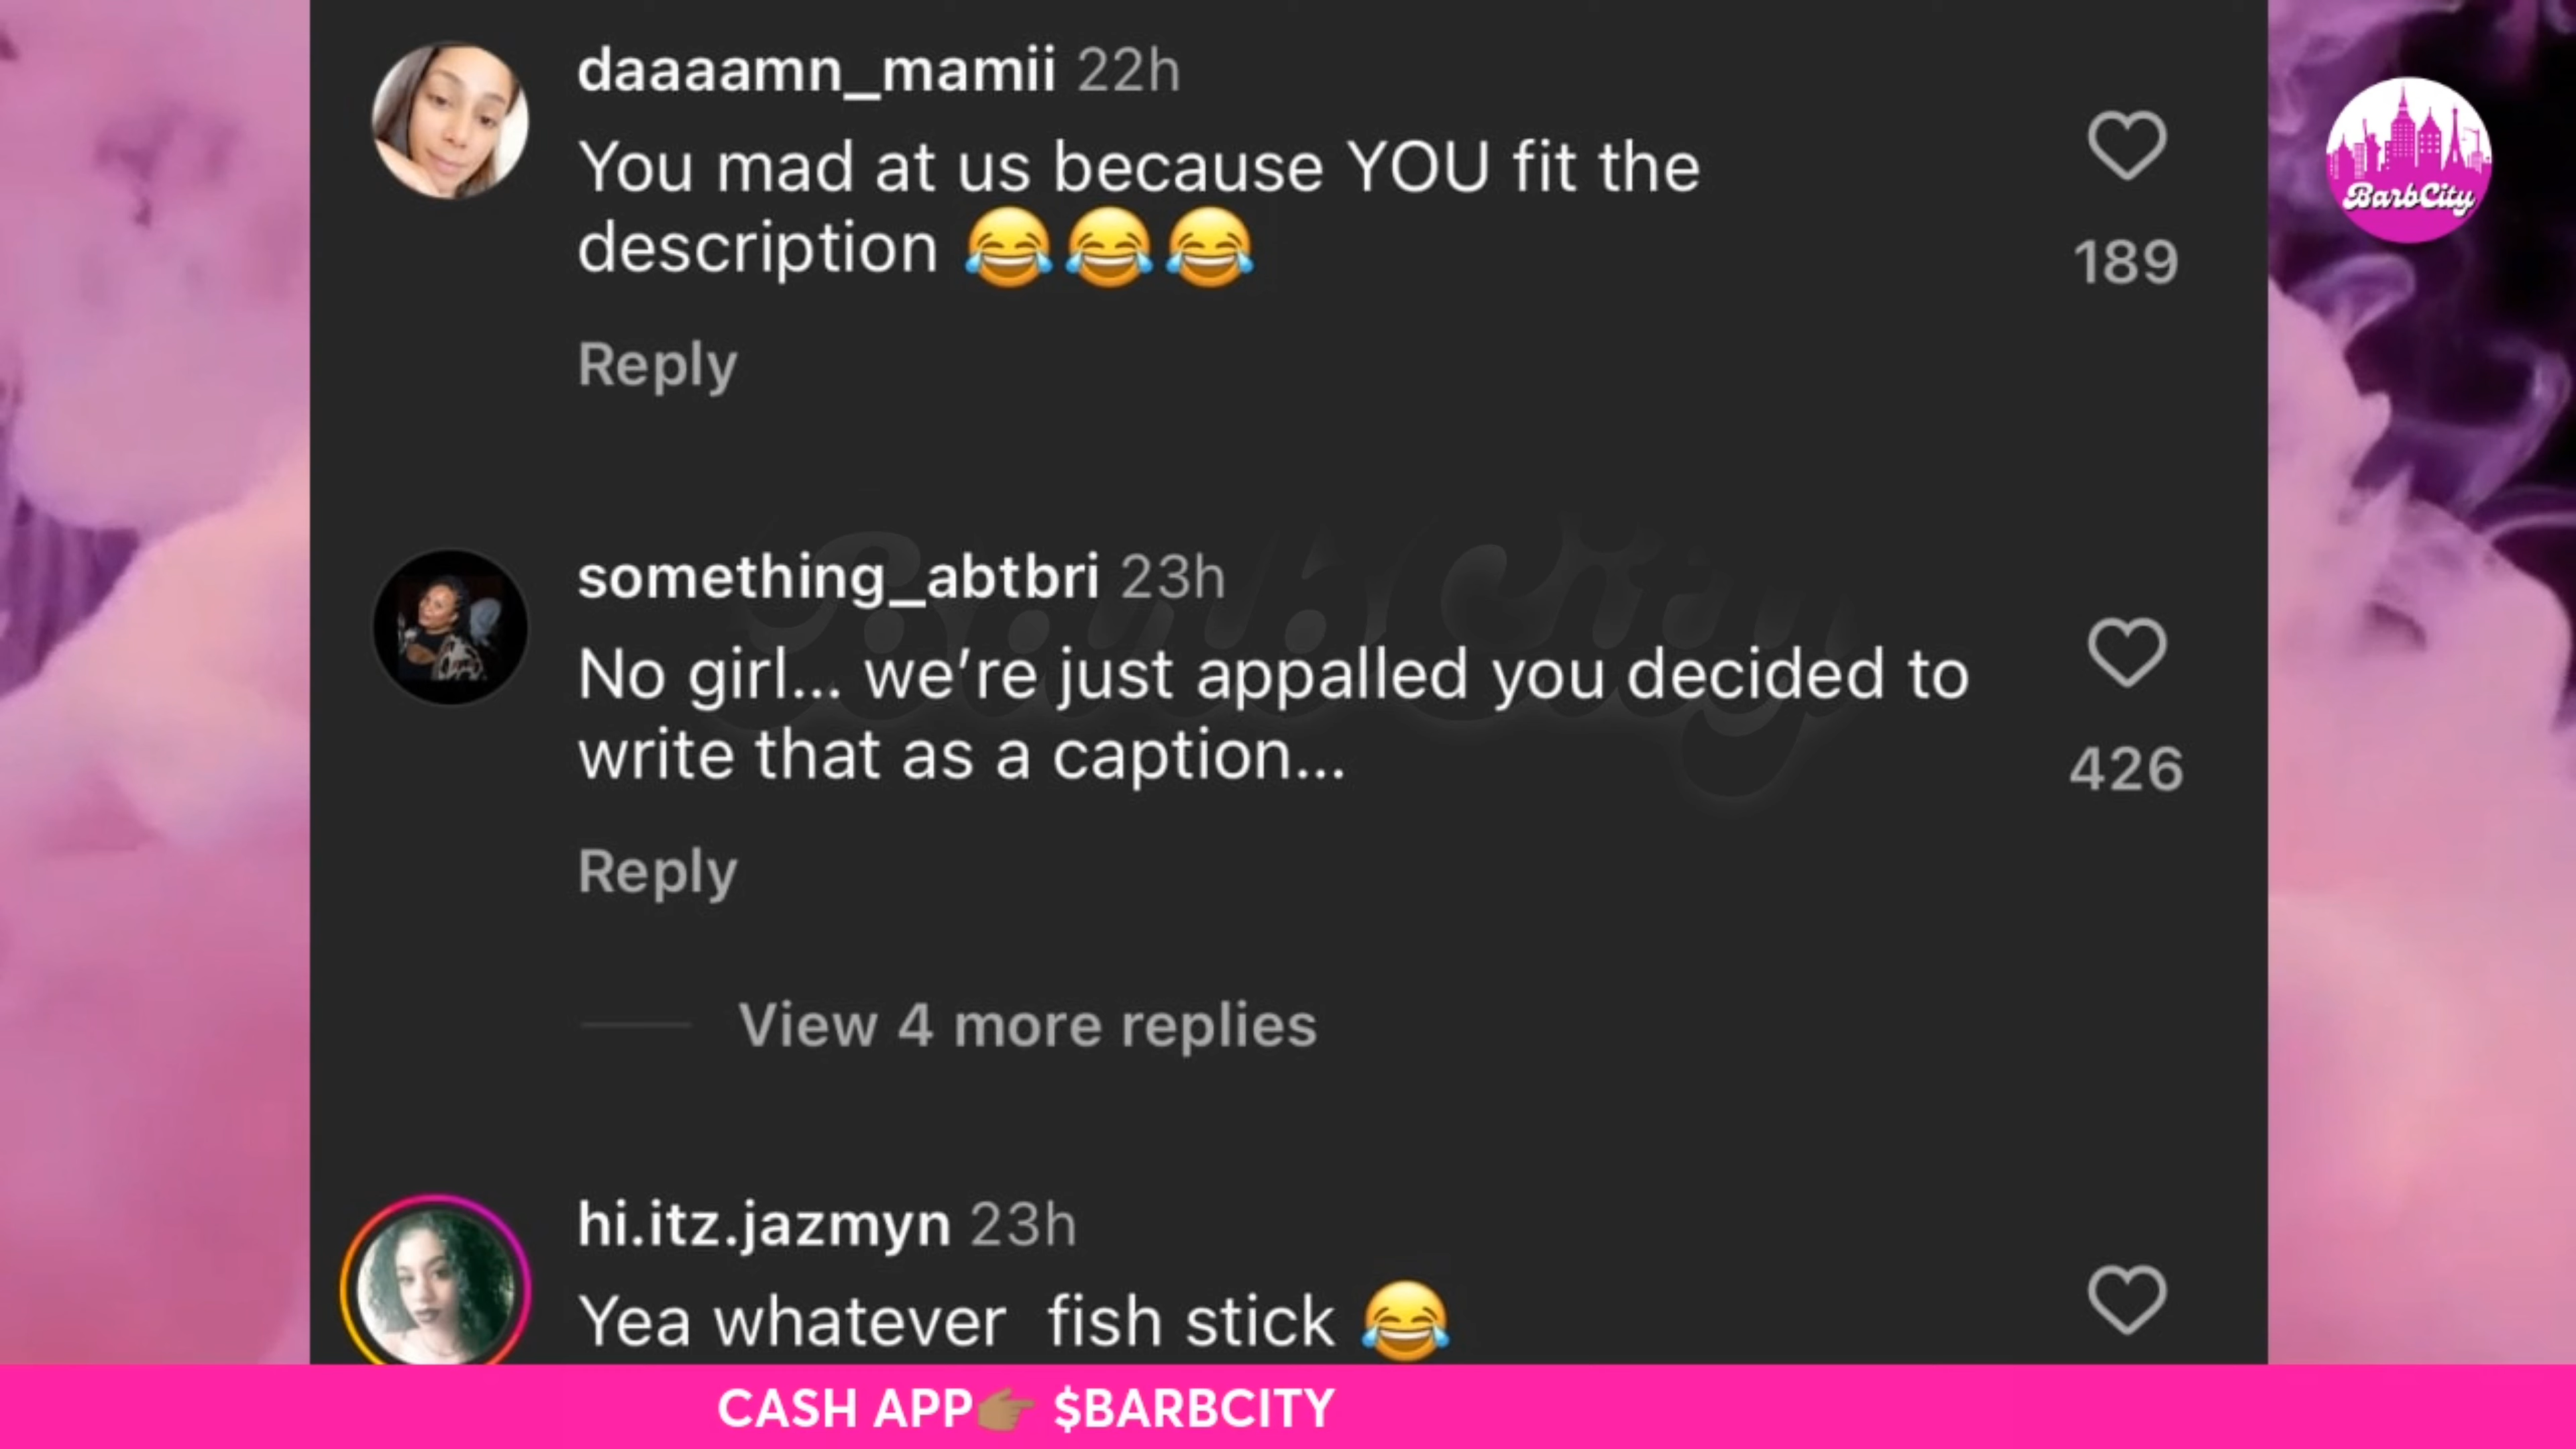 daaaamn_mamii 22h
You mad at us because YOU fit the
description 😂😂😂
189
Reply
BarbCity
something_abtbri 23h
No girl... we're just appalled you decided to
write that as a caption...
426
Reply
BarbCity
View 4 more replies
hi.itz.jazmyn 23h
Yea whatever  fish stick 😂
CASH APP👉🏽 $BARBCITY